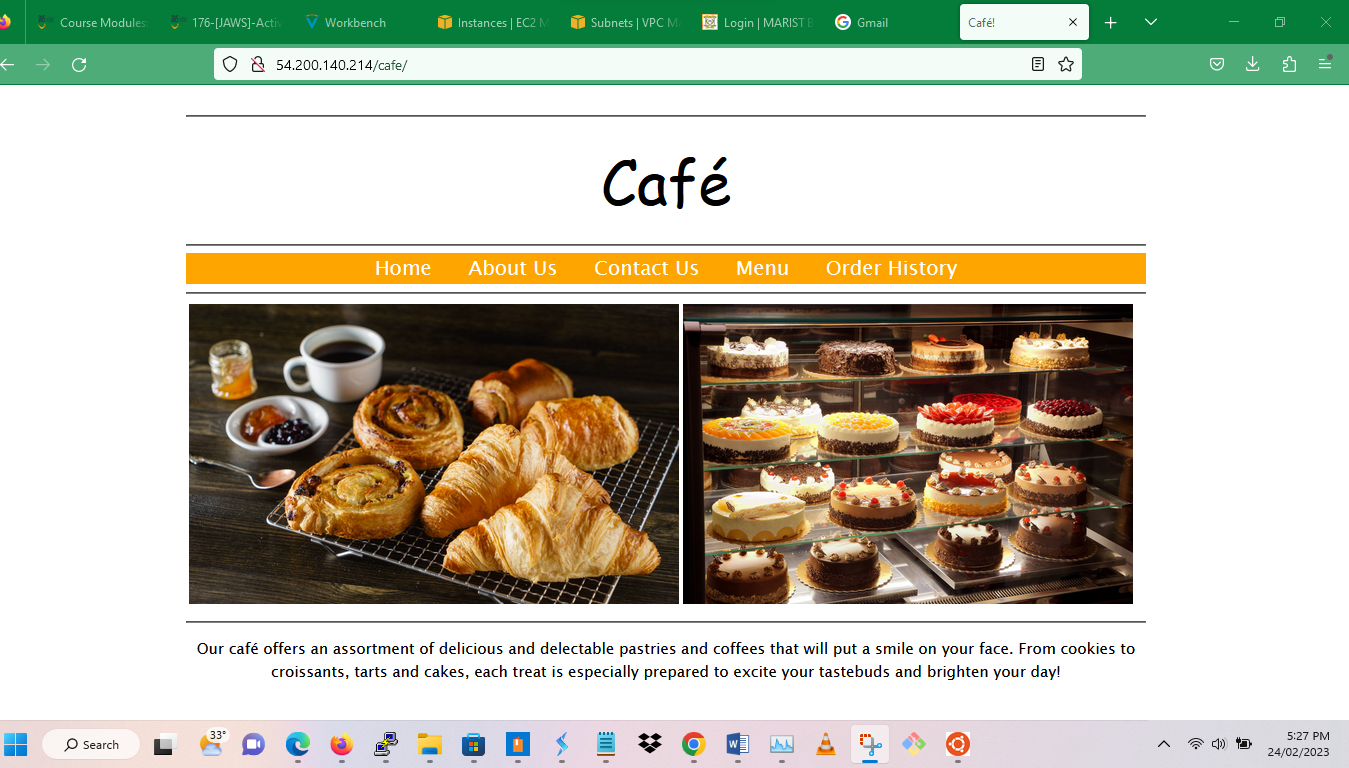 Course Modules:
176-[JAWS]-Activ
Workbench
Instances | EC2 M
Subnets | VPC M
Login | MARIST B
Gmail
Café!
54.200.140.214/cafe/
Café
Home About Us Contact Us Menu Order History
Our café offers an assortment of delicious and delectable pastries and coffees that will put a smile on your face. From cookies to
croissants, tarts and cakes, each treat is especially prepared to excite your tastebuds and brighten your day!
Search
33°
5:27 PM
24/02/2023